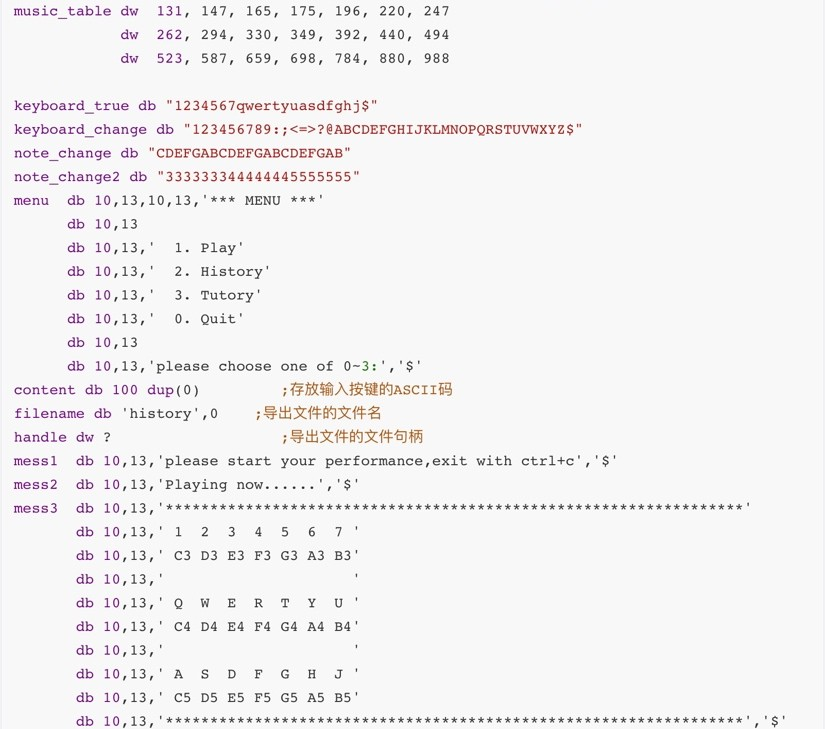 music_table dw  131, 147, 165, 175, 196, 220, 247
            dw  262, 294, 330, 349, 392, 440, 494
            dw  523, 587, 659, 698, 784, 880, 988
keyboard_true db "1234567qwertyuasdfghj$"
keyboard_change db "123456789:;<=>?@ABCDEFGHIJKLMNOPQRSTUVWXYZ$"
note_change db "CDEFGABCDEFGABCDEFGAB"
note_change2 db "333333344444445555555"
menu  db 10,13,10,13,'*** MENU ***'
      db 10,13
      db 10,13,'  1. Play'
      db 10,13,'  2. History'
      db 10,13,'  3. Tutory'
      db 10,13,'  0. Quit'
      db 10,13
      db 10,13,'please choose one of 0~3:','$'
content db 100 dup(0)         ;存放输入按键的ASCII码
filename db 'history',0    ;导出文件的文件名
handle dw ?                   ;导出文件的文件句柄
mess1  db 10,13,'please start your performance,exit with ctrl+c','$'
mess2  db 10,13,'Playing now......','$'
mess3  db 10,13,'*****************************************************************'
       db 10,13,' 1  2  3  4  5  6  7 '
       db 10,13,' C3 D3 E3 F3 G3 A3 B3'
       db 10,13,'                     '
       db 10,13,' Q  W  E  R  T  Y  U '
       db 10,13,' C4 D4 E4 F4 G4 A4 B4'
       db 10,13,'                     '
       db 10,13,' A  S  D  F  G  H  J '
       db 10,13,' C5 D5 E5 F5 G5 A5 B5'
       db 10,13,'*****************************************************************','$'